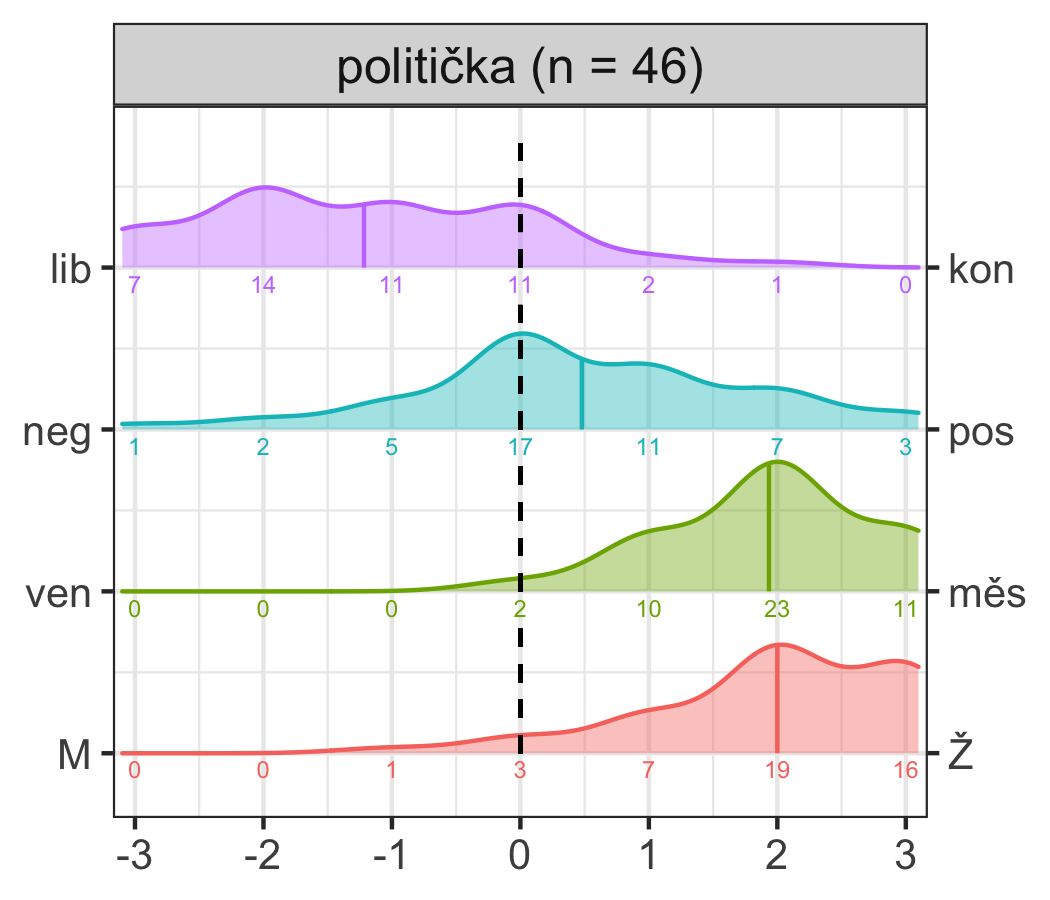 politička (n = 46)
lib kon
7 14 11 11 2 1 0
neg pos
1 2 5 17 11 7 3
ven měs
0 0 0 2 10 23 11
M Ž
0 0 1 3 7 19 16
-3 -2 -1 0 1 2 3